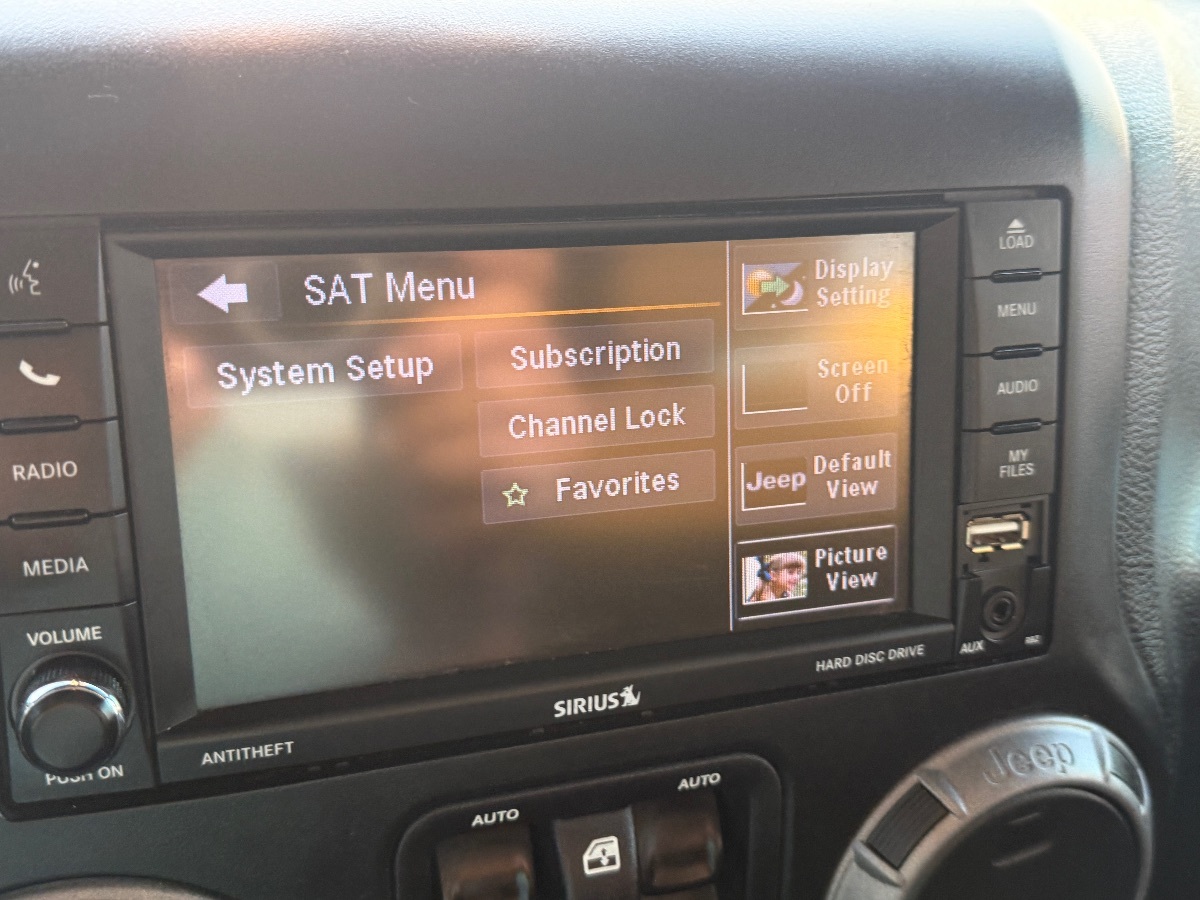 SAT Menu
System Setup
Subscription
Channel Lock
Favorites
Display
Setting
Screen
Off
Jeep
Default
View
Picture
View
RADIO
MEDIA
VOLUME
PUSH ON
LOAD
MENU
AUDIO
MY
FILES
AUX
HARD DISC DRIVE
SIRIUS
ANTITHEFT
AUTO
AUTO
Jeep